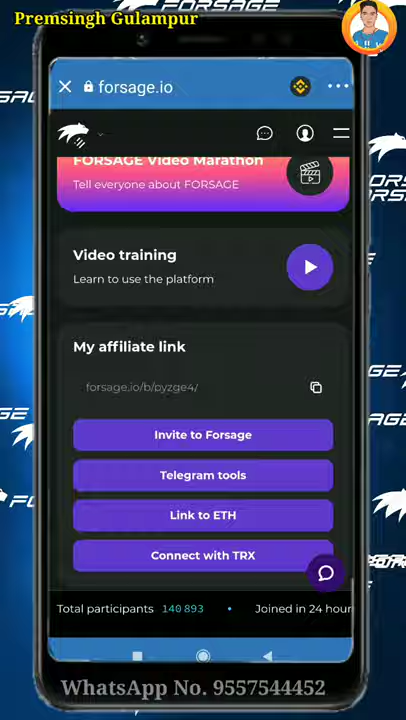 Premsingh Gulampur
forsage.io
FORSAGE Video Marathon
Tell everyone about FORSAGE
Video training
Learn to use the platform
My affiliate link
forsage.io/b/pyzge4/
Invite to Forsage
Telegram tools
Link to ETH
Connect with TRX
Total participants 140 893 • Joined in 24 hour
WhatsApp No. 9557544452
FORSAGE